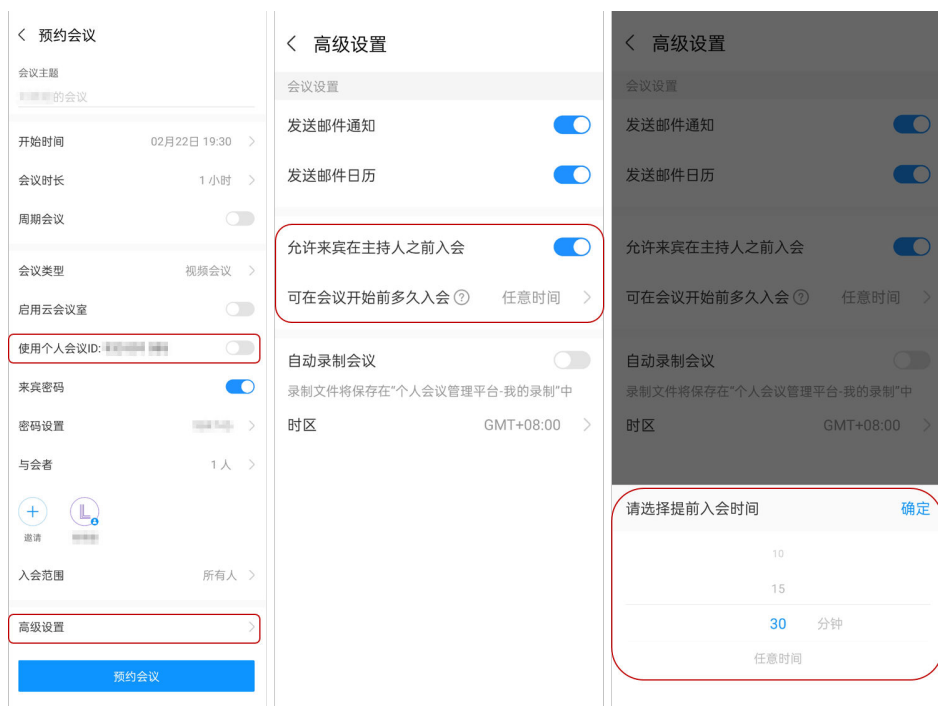 预约会议
会议主题
的会议
开始时间 02月22日 19:30
会议时长 1 小时
周期会议
会议类型 视频会议
启用云会议室
使用个人会议ID:
来宾密码
密码设置
与会者 1 人
邀请
入会范围 所有人
高级设置
预约会议
高级设置
会议设置
发送邮件通知
发送邮件日历
允许来宾在主持人之前入会
可在会议开始前多久入会 ? 任意时间
自动录制会议
录制文件将保存在"个人会议管理平台-我的录制"中
时区 GMT+08:00
高级设置
会议设置
发送邮件通知
发送邮件日历
允许来宾在主持人之前入会
可在会议开始前多久入会 ? 任意时间
自动录制会议
录制文件将保存在"个人会议管理平台-我的录制"中
时区 GMT+08:00
请选择提前入会时间 确定
10
15
30 分钟
任意时间